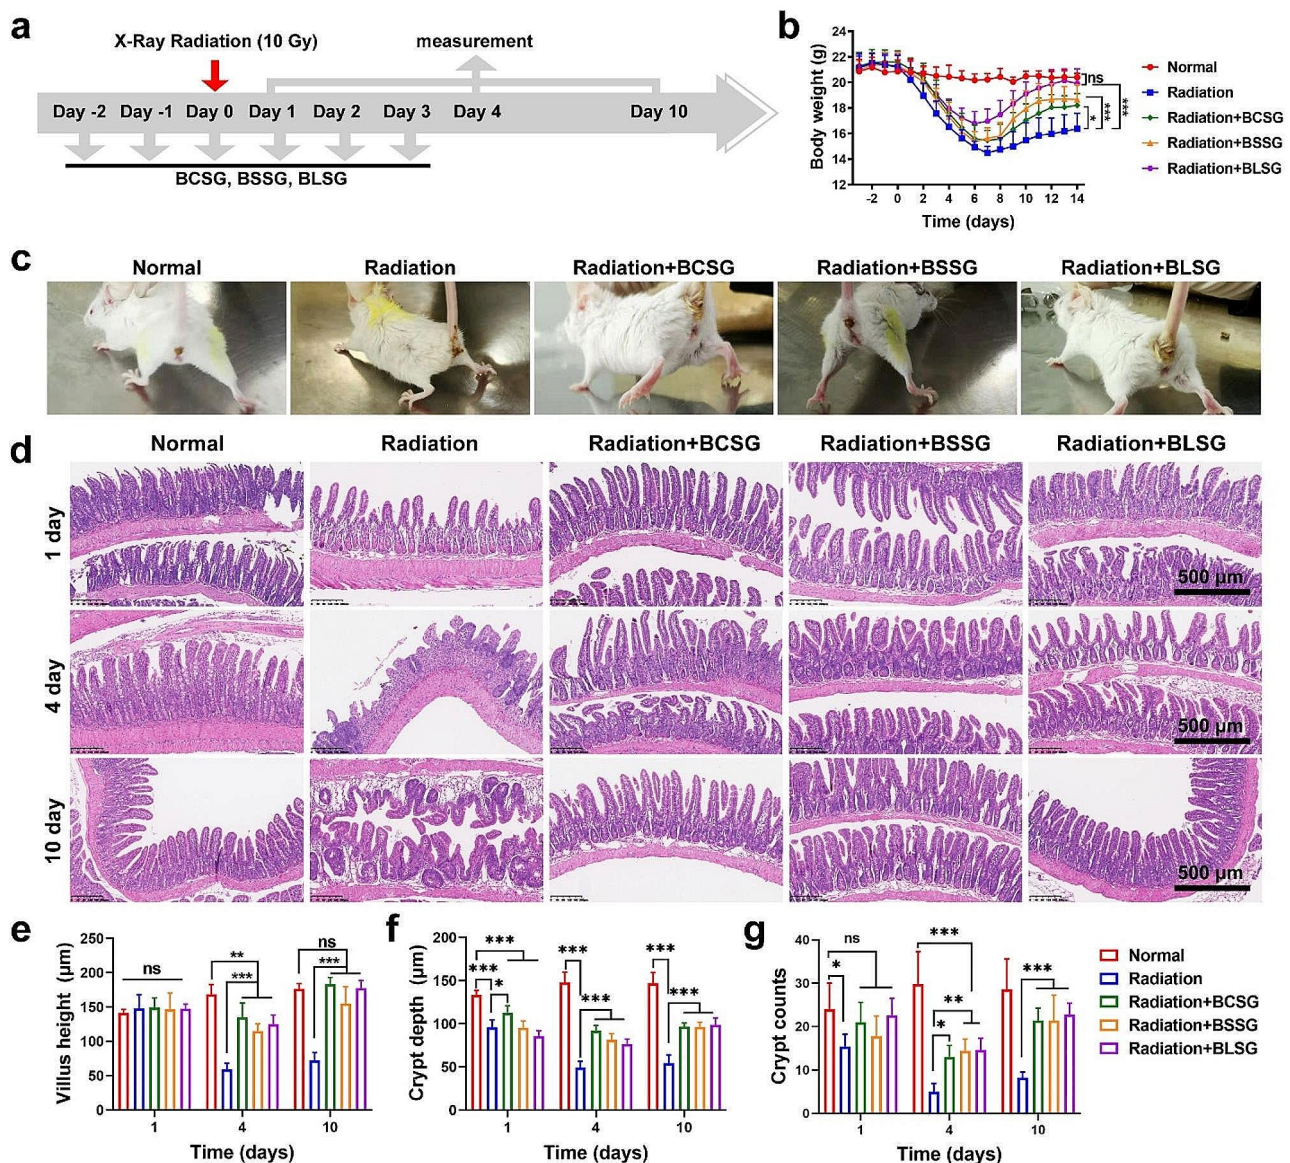 a
X-Ray Radiation (10 Gy)
measurement
Day -2 Day -1 Day 0 Day 1 Day 2 Day 3 Day 4 Day 10
BCSG, BSSG, BLSG
b
Body weight (g)
24
22
20
18
16
14
12
-2 0 2 4 6 8 10 12 14
Time (days)
ns
***
***
*
Normal
Radiation
Radiation+BCSG
Radiation+BSSG
Radiation+BLSG
c
Normal Radiation Radiation+BCSG Radiation+BSSG Radiation+BLSG
d
Normal Radiation Radiation+BCSG Radiation+BSSG Radiation+BLSG
1 day
500 µm
4 day
500 µm
10 day
500 µm
e
Villus height (µm)
250
200
150
100
50
0
ns
**
***
ns
***
1 4 10
Time (days)
f
Crypt depth (µm)
200
150
100
50
0
***
***
*
***
***
***
***
1 4 10
Time (days)
g
Crypt counts
40
30
20
10
0
ns
*
***
**
*
***
1 4 10
Time (days)
Normal
Radiation
Radiation+BCSG
Radiation+BSSG
Radiation+BLSG